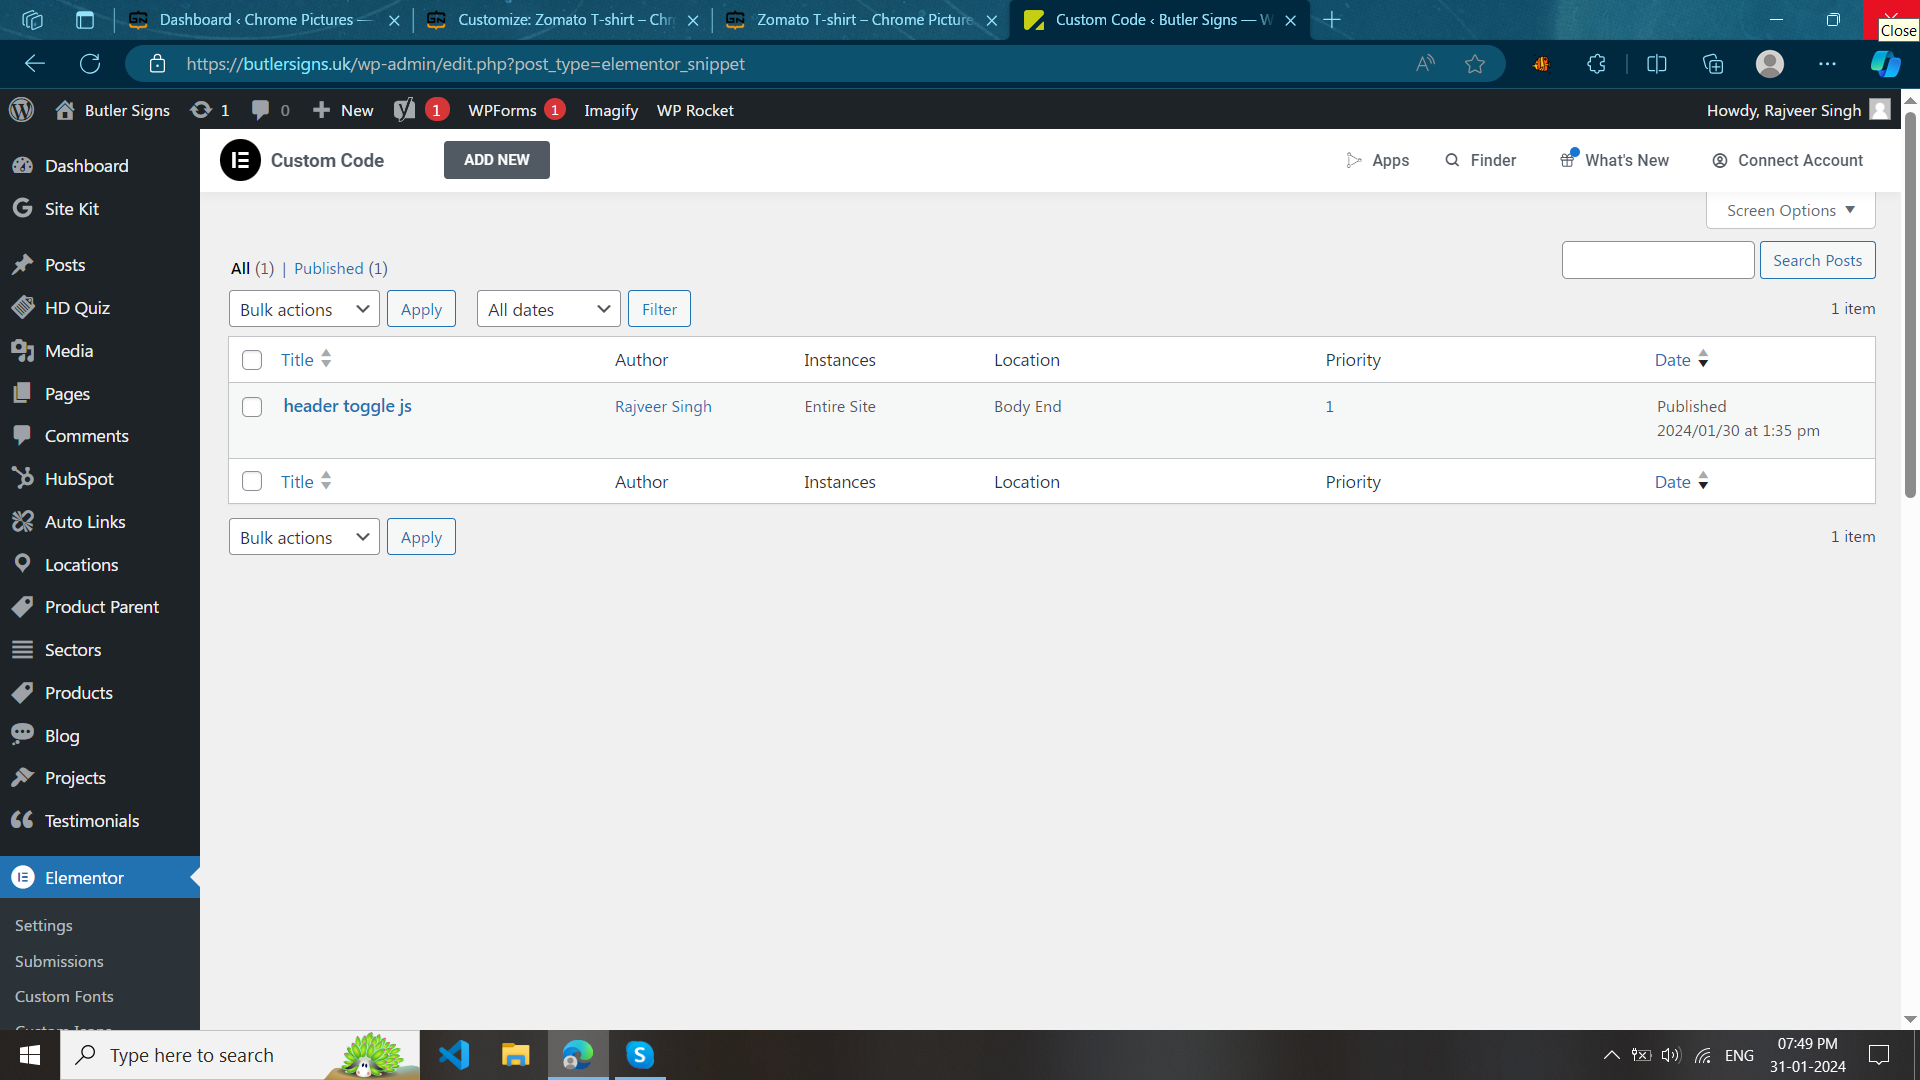 Dashboard ‹ Chrome Pictures —
Customize: Zomato T-shirt – Chr
Zomato T-shirt – Chrome Picture
Custom Code ‹ Butler Signs — W
Close
https://butlersigns.uk/wp-admin/edit.php?post_type=elementor_snippet
Butler Signs
1
0
New
1
WPForms 1
Imagify
WP Rocket
Howdy, Rajveer Singh
Dashboard
Site Kit
Posts
HD Quiz
Media
Pages
Comments
HubSpot
Auto Links
Locations
Product Parent
Sectors
Products
Blog
Projects
Testimonials
Elementor
Settings
Submissions
Custom Fonts
Custom Icons
Custom Code
ADD NEW
Apps
Finder
What's New
Connect Account
Screen Options
All (1) | Published (1)
Search Posts
Bulk actions
Apply
All dates
Filter
1 item
Title Author Instances Location Priority Date
header toggle js Rajveer Singh Entire Site Body End 1 Published
2024/01/30 at 1:35 pm
Title Author Instances Location Priority Date
Bulk actions
Apply
1 item
Type here to search
ENG
07:49 PM
31-01-2024